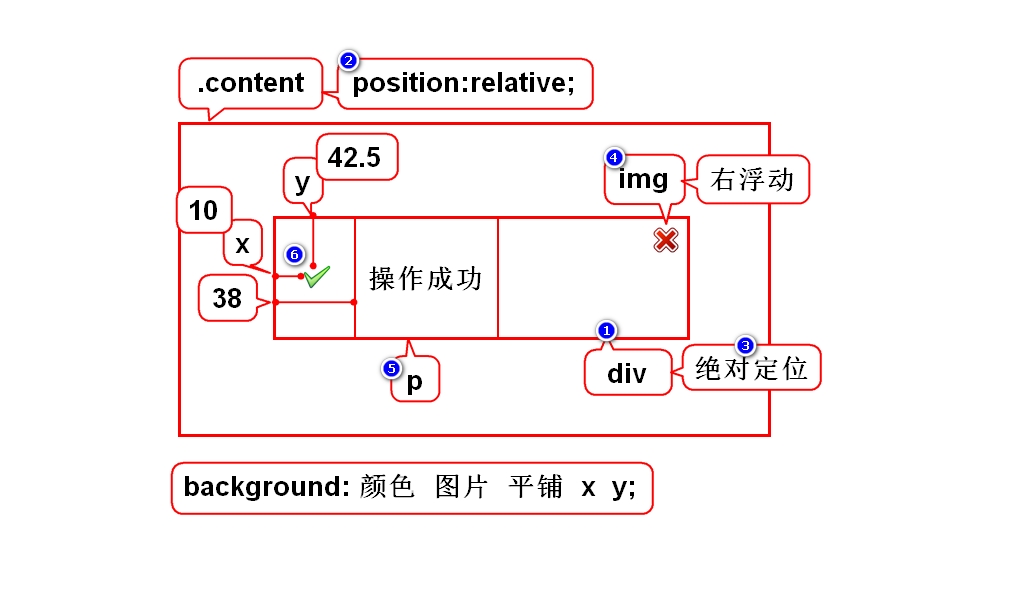 ② position:relative;
.content
42.5
y
④ img
右浮动
10
x
⑥
38
操作成功
① div
③ 绝对定位
⑤ p
background: 颜色 图片 平铺 x y;